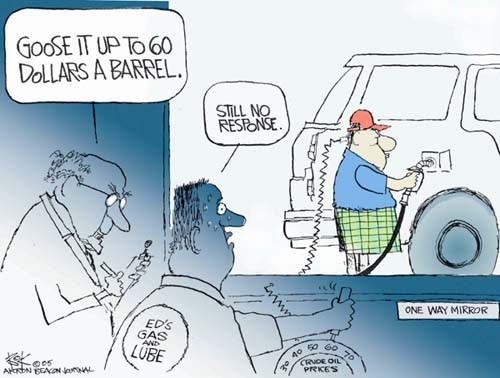 GOOSE IT UP TO 60
DOLLARS A BARREL.
STILL NO
RESPONSE.
ED'S
GAS
AND
LUBE
ONE WAY MIRROR
30 40 50 60 70
CRUDE OIL
PRICES
©05
AKRON BEACON JOURNAL